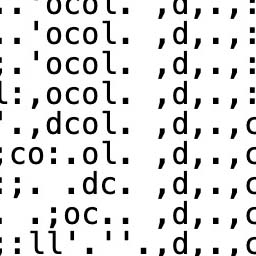 ..'ocol. ,d,.,:
..'ocol. ,d,.,:
;.'ocol. ,d,.,:
l:,ocol. ,d,.,:
'.,dcol. ,d,.,c
;co:.ol. ,d,.,c
:;. .dc. ,d,.,c
. .;oc.. ,d,.,c
;:ll'.''.,d,.,c